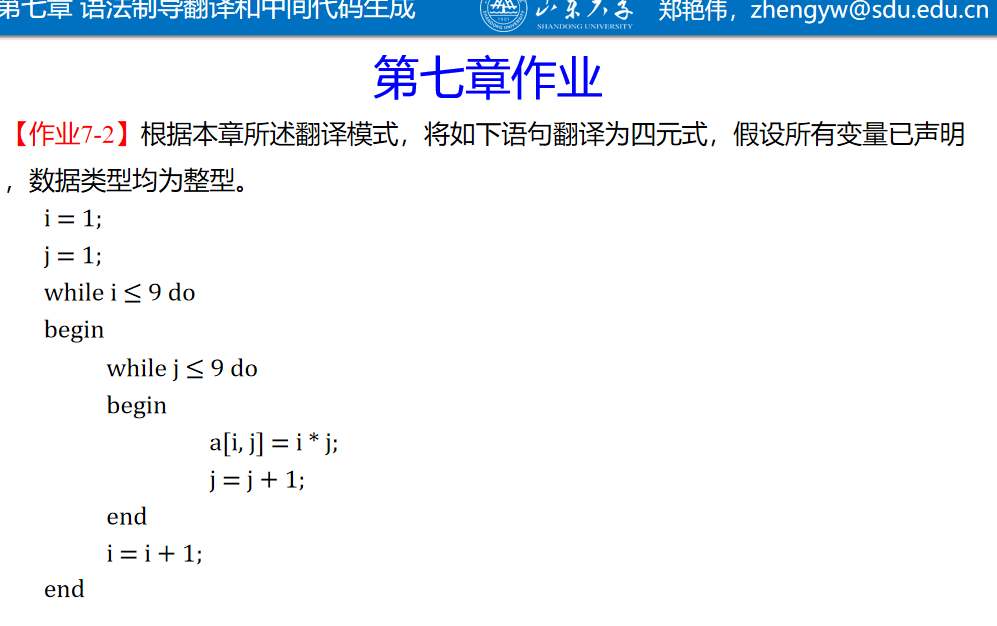 第七章 语法制导翻译和中间代码生成
山东大学
SHANDONG UNIVERSITY
郑艳伟，zhengyw@sdu.edu.cn
第七章作业
【作业7-2】根据本章所述翻译模式，将如下语句翻译为四元式，假设所有变量已声明
，数据类型均为整型。
i = 1;
j = 1;
while i ≤ 9 do
begin
while j ≤ 9 do
begin
a[i, j] = i * j;
j = j + 1;
end
i = i + 1;
end